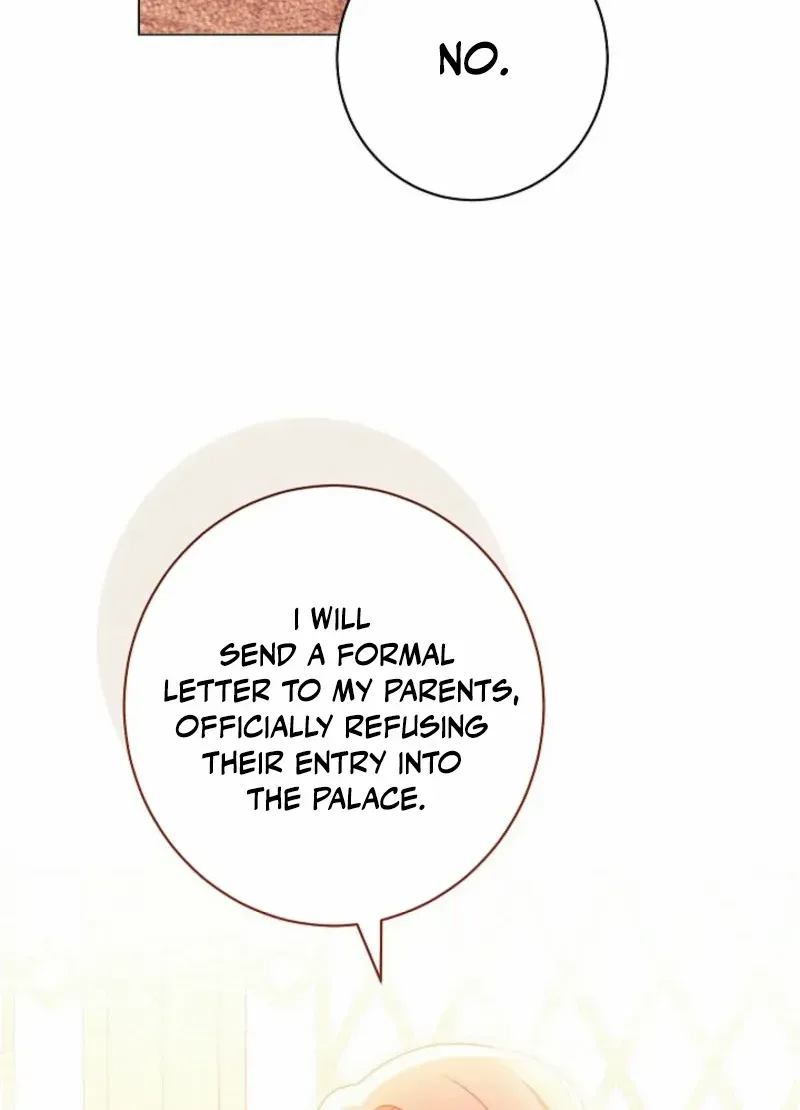 NO.
I WILL
SEND A FORMAL
LETTER TO MY PARENTS,
OFFICIALLY REFUSING
THEIR ENTRY INTO
THE PALACE.